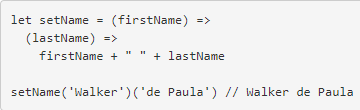 let setName = (firstName) =>
  (lastName) =>
    firstName + " " + lastName

setName('Walker')('de Paula') // Walker de Paula